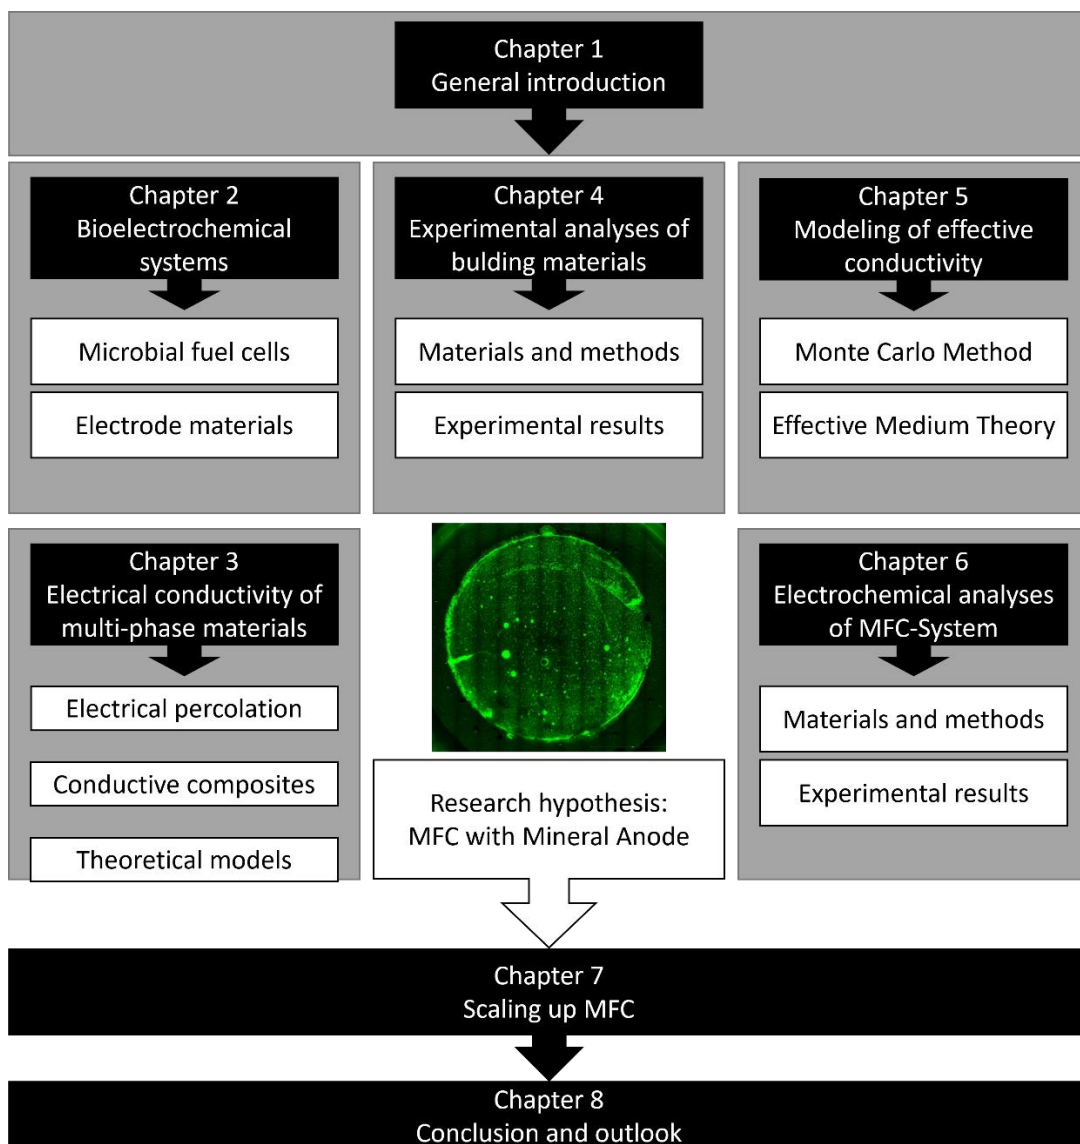 Chapter 1
General introduction
Chapter 2
Bioelectrochemical
systems
Microbial fuel cells
Electrode materials
Chapter 4
Experimental analyses of
bulding materials
Materials and methods
Experimental results
Chapter 5
Modeling of effective
conductivity
Monte Carlo Method
Effective Medium Theory
Chapter 3
Electrical conductivity of
multi-phase materials
Electrical percolation
Conductive composites
Theoretical models
Research hypothesis:
MFC with Mineral Anode
Chapter 6
Electrochemical analyses
of MFC-System
Materials and methods
Experimental results
Chapter 7
Scaling up MFC
Chapter 8
Conclusion and outlook